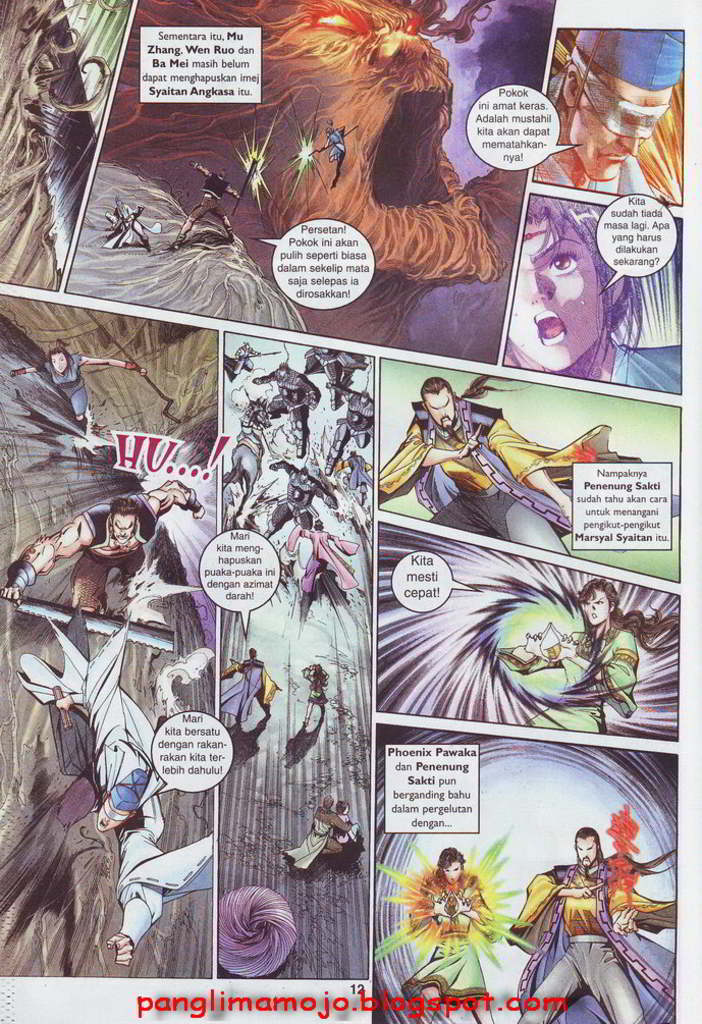 Sementara itu, Mu
Zhang, Wen Ruo dan
Ba Mei masih belum
dapat menghapuskan imej
Syaitan Angkasa itu.
Pokok
ini amat keras.
Adalah mustahil
kita akan dapat
mematahkan-
nya!
Persetan!
Pokok ini akan
pulih seperti biasa
dalam sekelip mata
saja selepas ia
dirosakkan!
Kita
sudah tiada
masa lagi. Apa
yang harus
dilakukan
sekarang?
HU....!
Mari
kita bersatu
dengan rakan-
rakan kita ter-
lebih dahulu!
Mari
kita meng-
hapuskan
puaka-puaka ini
dengan azimat
darah!
Nampaknya
Penenung Sakti
sudah tahu akan cara
untuk menangani
pengikut-pengikut
Marsyal Syaitan itu.
Kita
mesti
cepat!
Phoenix Pawaka
dan Penenung
Sakti pun
berganding bahu
dalam pergelutan
dengan...
12
panglimamojo.blogspot.com